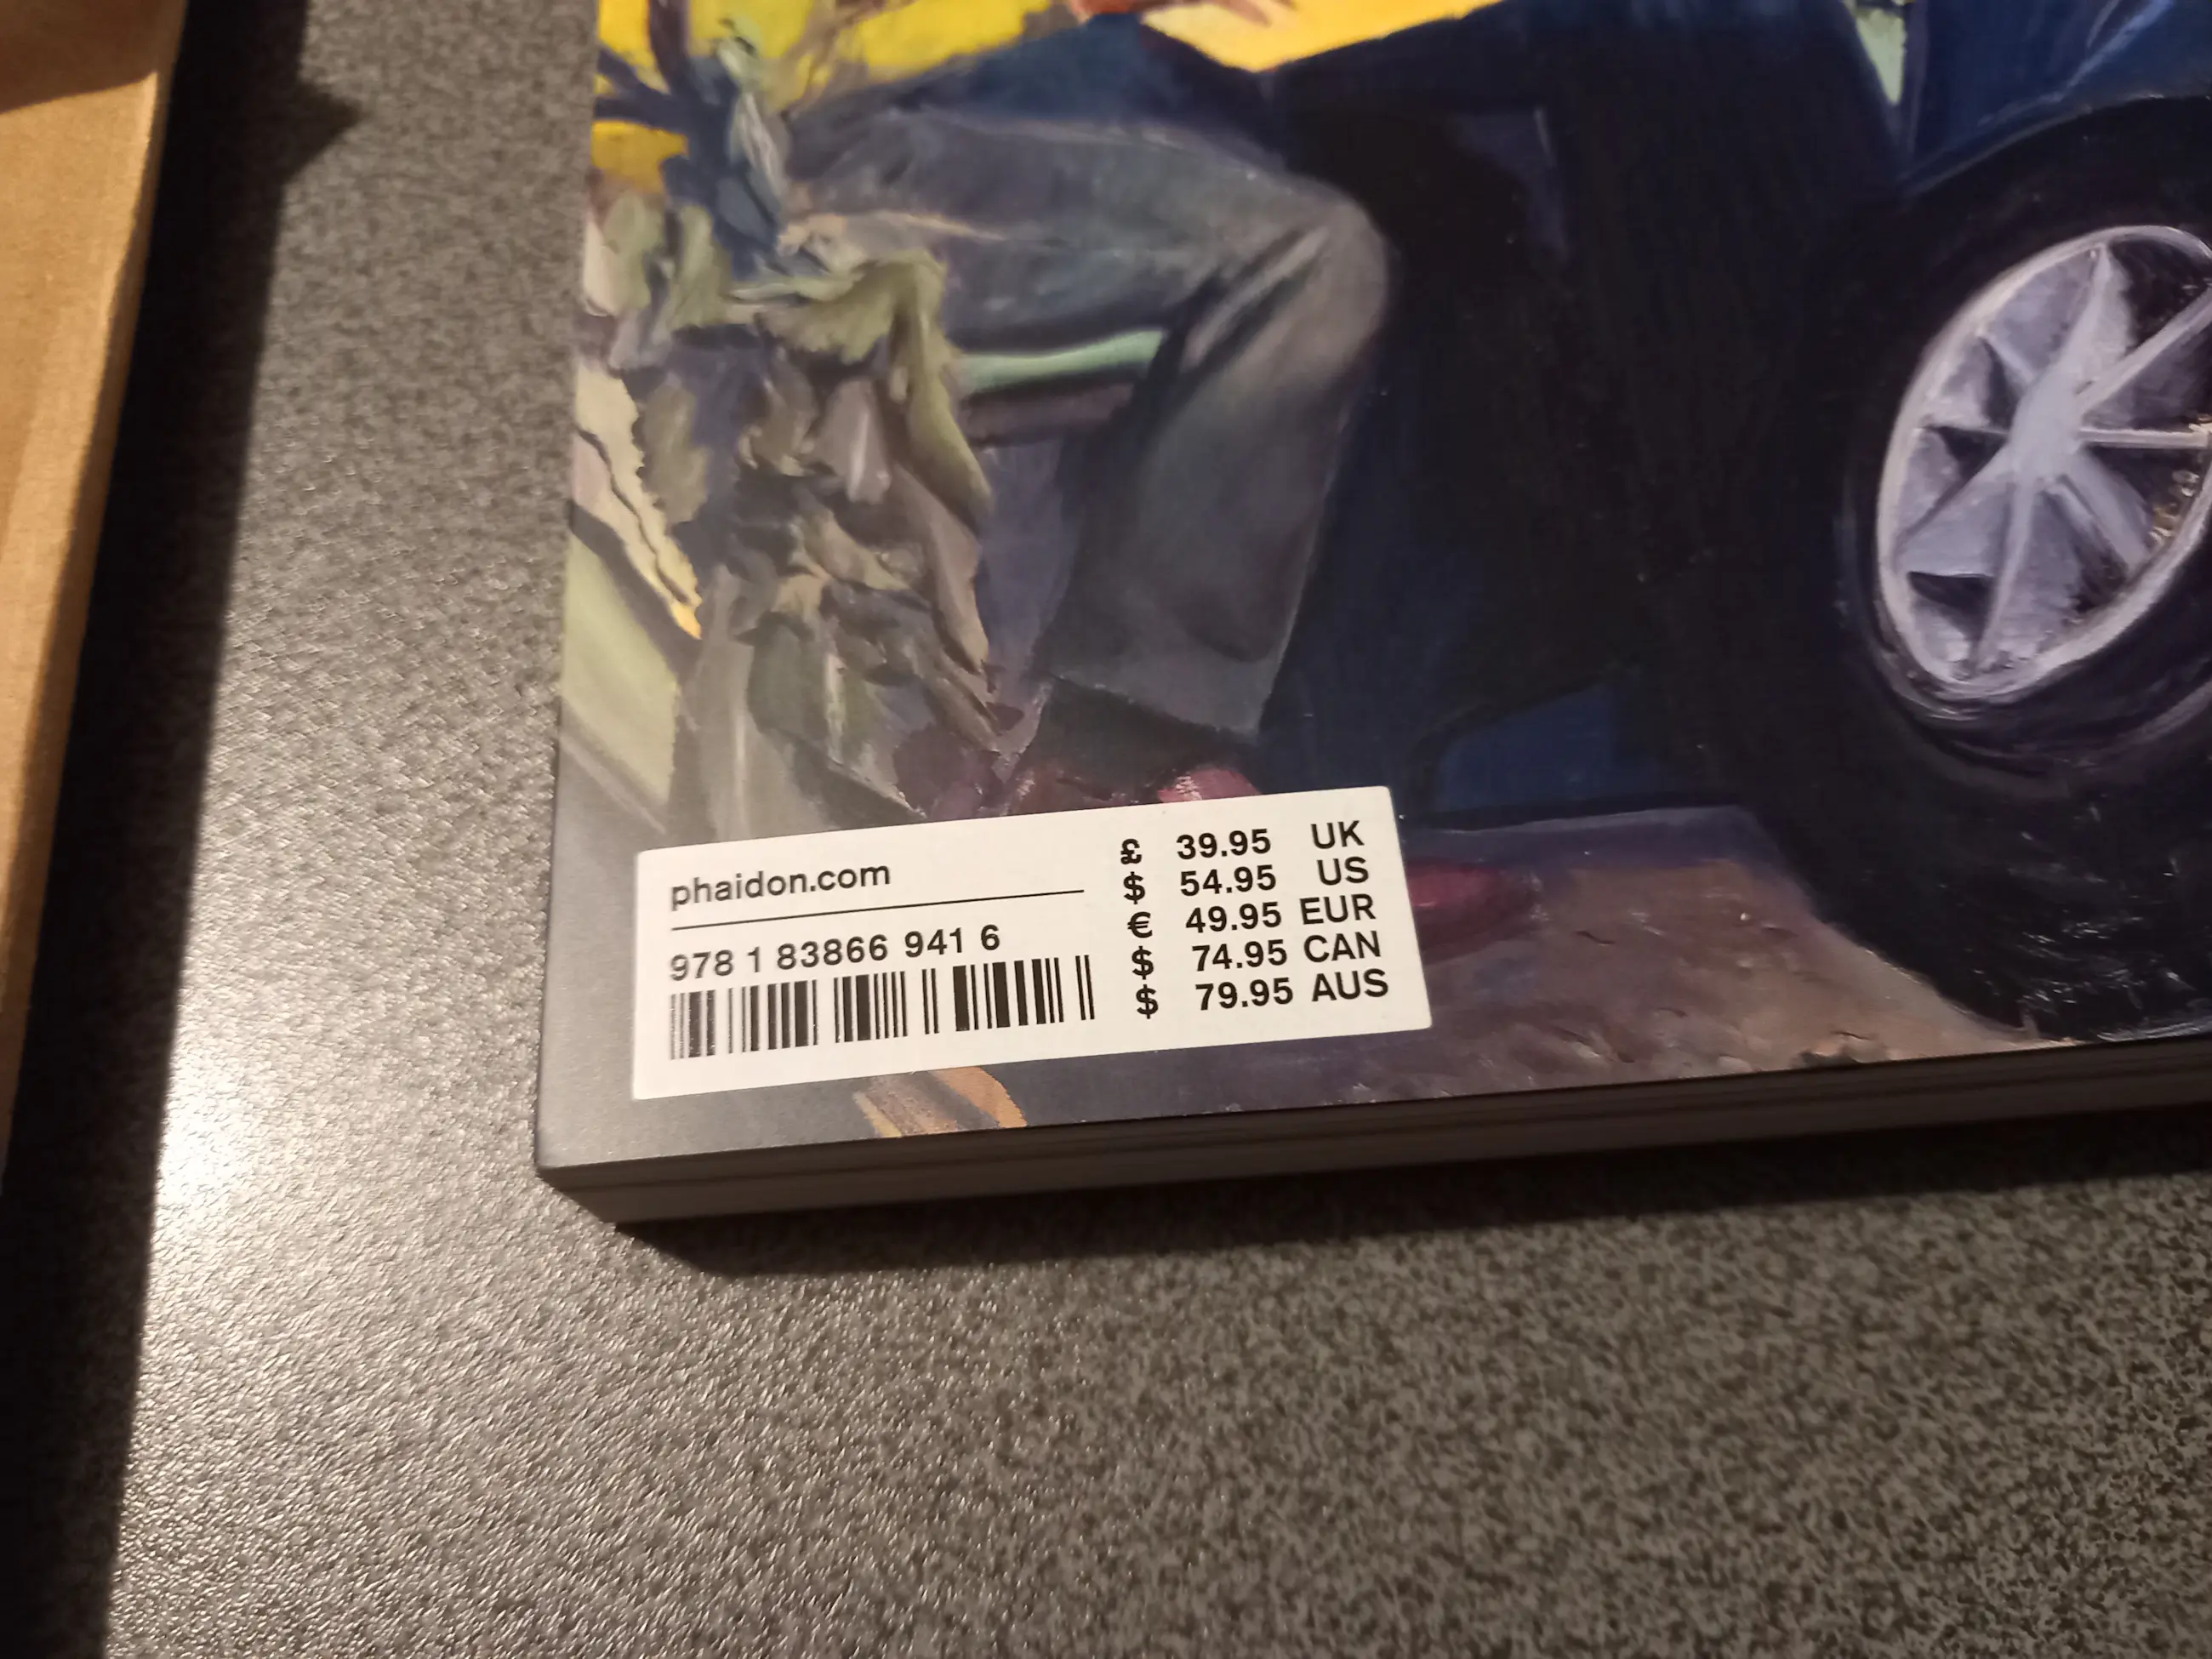 phaidon.com
978 1 83866 941 6
£ 39.95 UK
$ 54.95 US
€ 49.95 EUR
$ 74.95 CAN
$ 79.95 AUS